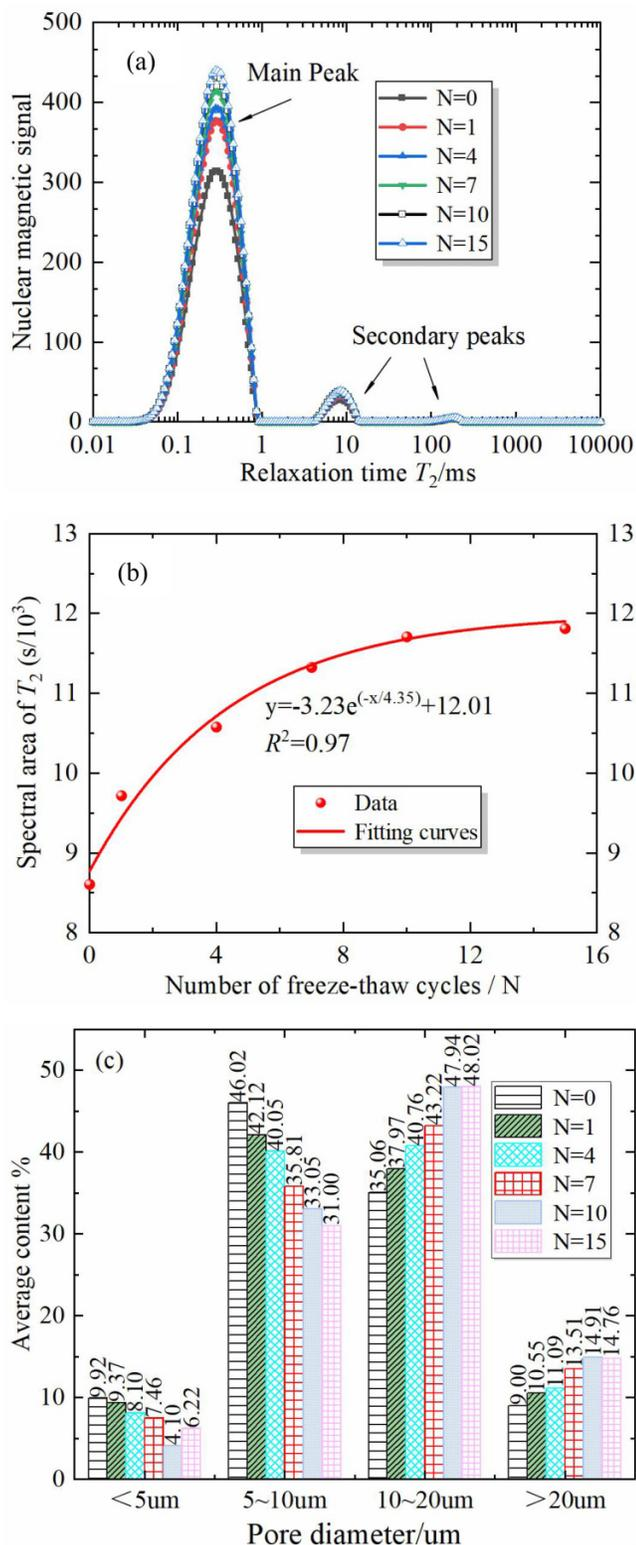 (a)
Main Peak
N=0
N=1
N=4
N=7
N=10
N=15
Secondary peaks
Nuclear magnetic signal
500
400
300
200
100
0
0.01 0.1 1 10 100 1000 10000
Relaxation time T₂/ms
(b)
Spectral area of T₂ (s/10³)
13 13
12 12
11 11
10 10
9 9
8 8
y=-3.23e^(-x/4.35)+12.01
R²=0.97
Data
Fitting curves
0 4 8 12 16
Number of freeze-thaw cycles / N
(c)
Average content %
50
40
30
20
10
0
9.92 9.37 8.10 7.46 4.10 6.22
46.02 42.12 40.05 35.81 33.05 31.00
35.06 37.97 40.76 43.22 47.94 48.02
9.00 10.55 11.09 13.51 14.91 14.76
N=0
N=1
N=4
N=7
N=10
N=15
<5um 5~10um 10~20um >20um
Pore diameter/um